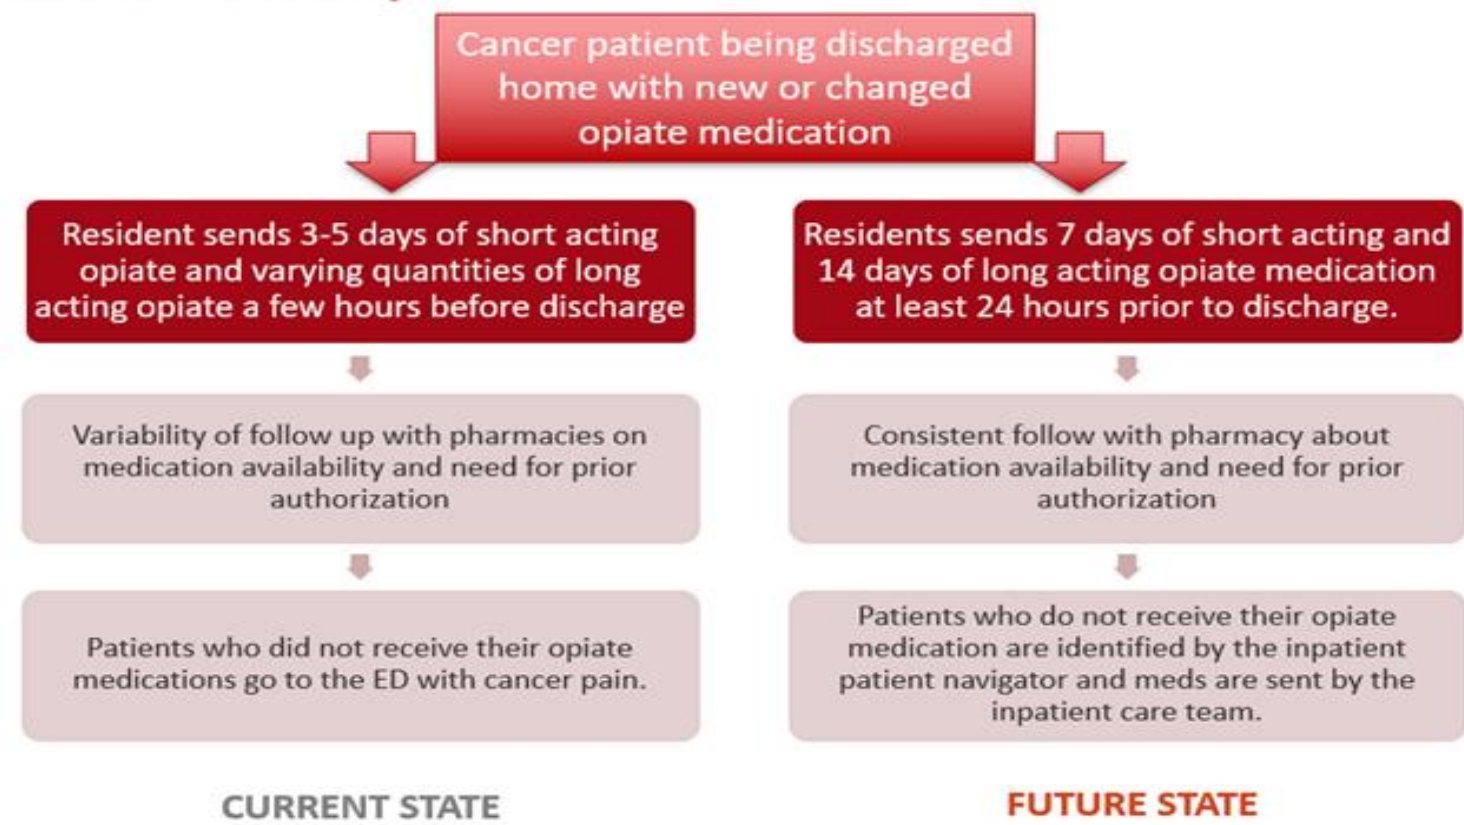 Cancer patient being discharged
home with new or changed
opiate medication
Resident sends 3-5 days of short acting
opiate and varying quantities of long
acting opiate a few hours before discharge
Variability of follow up with pharmacies on
medication availability and need for prior
authorization
Patients who did not receive their opiate
medications go to the ED with cancer pain.
CURRENT STATE
Residents sends 7 days of short acting and
14 days of long acting opiate medication
at least 24 hours prior to discharge.
Consistent follow with pharmacy about
medication availability and need for prior
authorization
Patients who do not receive their opiate
medication are identified by the inpatient
patient navigator and meds are sent by the
inpatient care team.
FUTURE STATE